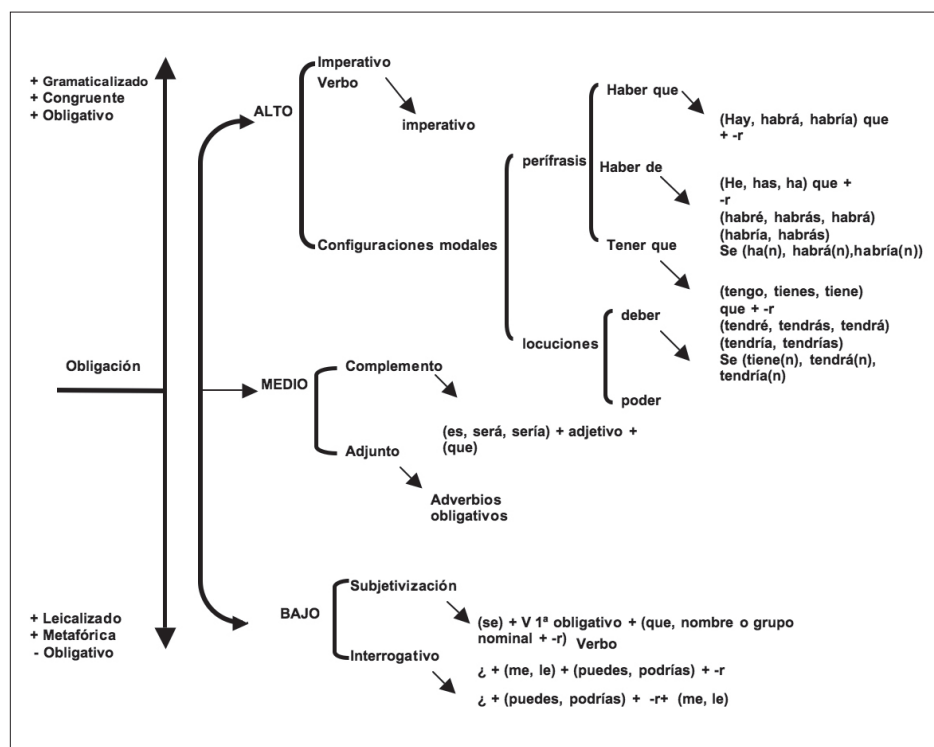 + Gramaticalizado
+ Congruente
+ Obligativo
ALTO
Imperativo
Verbo
imperativo
Configuraciones modales
perífrasis
Haber que
(Hay, habrá, habría) que
+ -r
Haber de
(He, has, ha) que +
-r
(habré, habrás, habrá)
(habría, habrás)
Se (ha(n), habrá(n),habría(n))
Tener que
(tengo, tienes, tiene)
que + -r
(tendré, tendrás, tendrá)
(tendría, tendrías)
Se (tiene(n), tendrá(n),
tendría(n)
locuciones
deber
poder
Obligación
MEDIO
Complemento
(es, será, sería) + adjetivo +
(que)
Adjunto
Adverbios
obligativos
+ Leicalizado
+ Metafórica
- Obligativo
BAJO
Subjetivización
(se) + V 1ª obligativo + (que, nombre o grupo
nominal + -r) Verbo
Interrogativo
¿ + (me, le) + (puedes, podrías) + -r
¿ + (puedes, podrías) + -r+ (me, le)